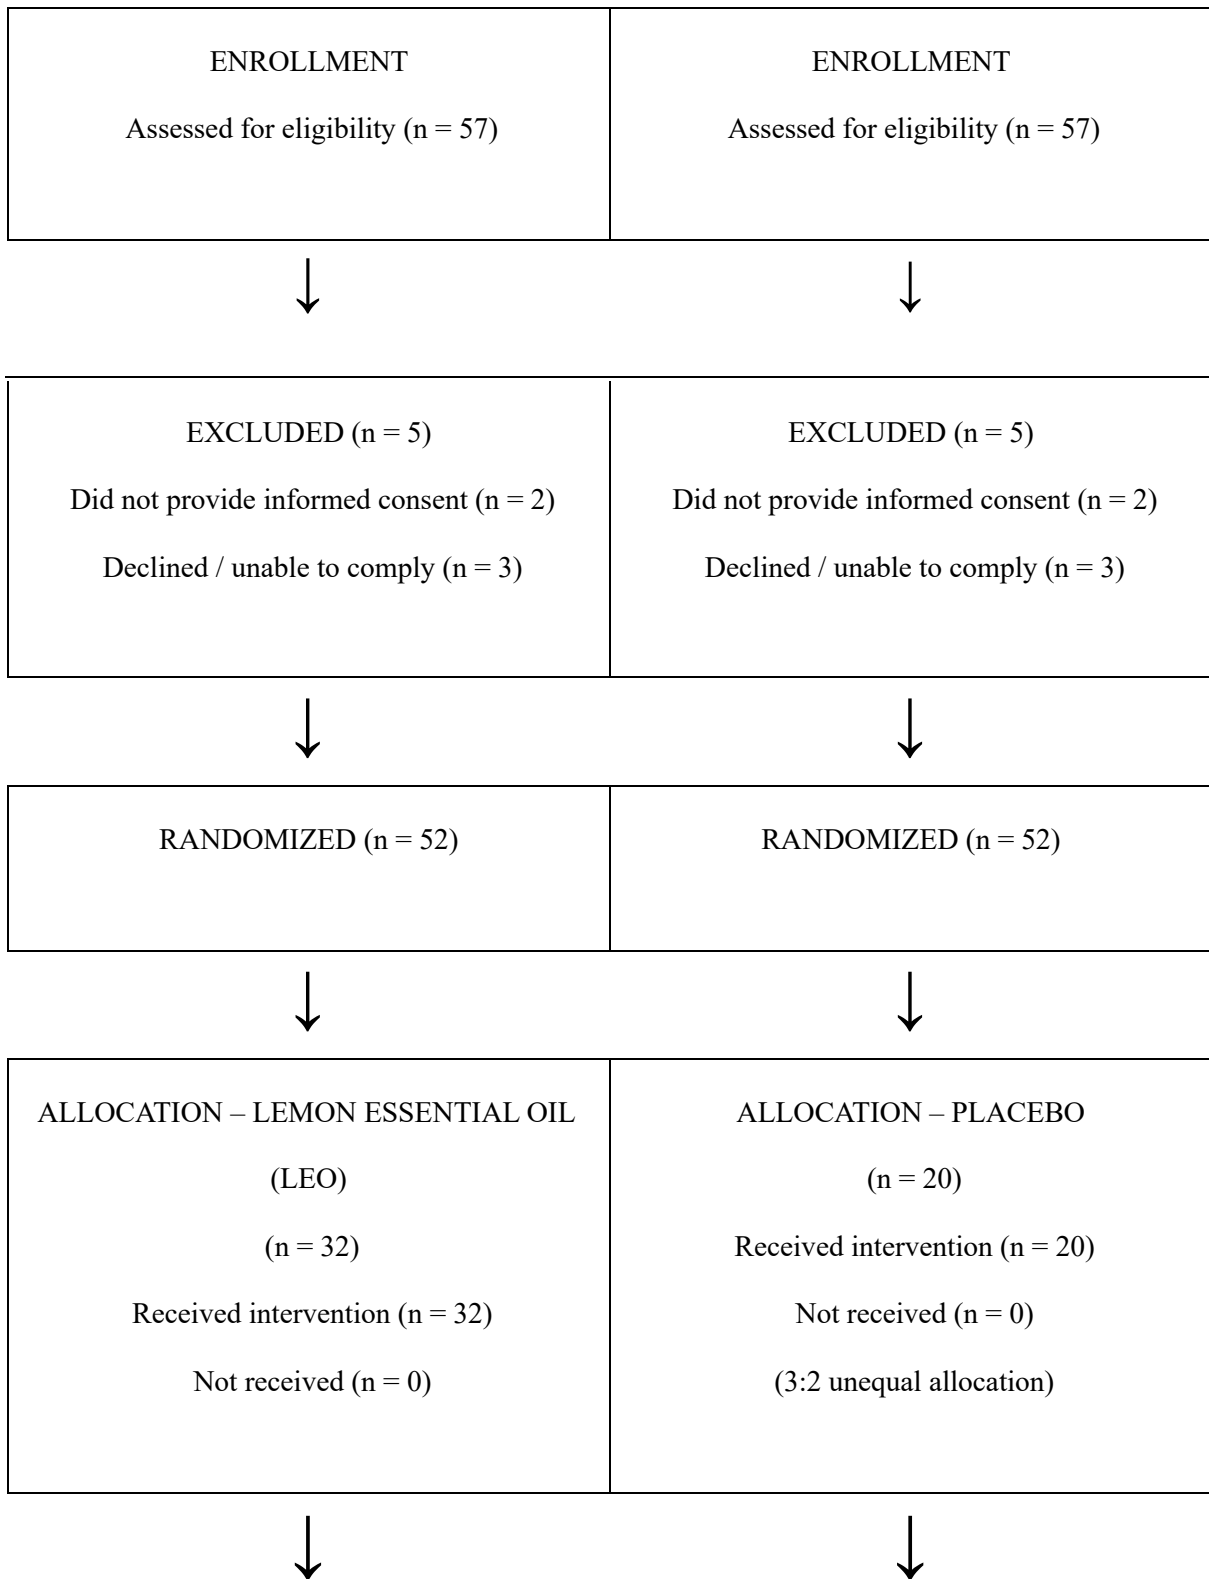 ENROLLMENT
Assessed for eligibility (n = 57)
ENROLLMENT
Assessed for eligibility (n = 57)
↓
↓
EXCLUDED (n = 5)
Did not provide informed consent (n = 2)
Declined / unable to comply (n = 3)
EXCLUDED (n = 5)
Did not provide informed consent (n = 2)
Declined / unable to comply (n = 3)
↓
↓
RANDOMIZED (n = 52)
RANDOMIZED (n = 52)
↓
↓
ALLOCATION – LEMON ESSENTIAL OIL
(LEO)
(n = 32)
Received intervention (n = 32)
Not received (n = 0)
ALLOCATION – PLACEBO
(n = 20)
Received intervention (n = 20)
Not received (n = 0)
(3:2 unequal allocation)
↓
↓